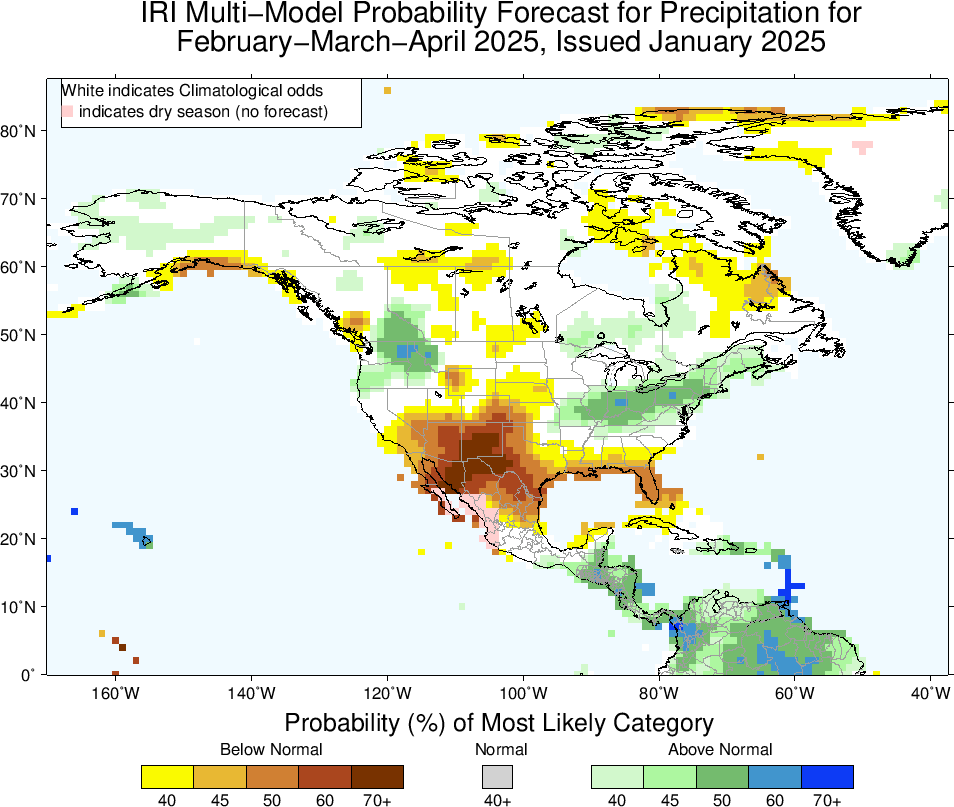 IRI Multi−Model Probability Forecast for Precipitation for
February−March−April 2025, Issued January 2025
White indicates Climatological odds
indicates dry season (no forecast)
80˚N
70˚N
60˚N
50˚N
40˚N
30˚N
20˚N
10˚N
0˚
160˚W 140˚W 120˚W 100˚W 80˚W 60˚W 40˚W
Probability (%) of Most Likely Category
Below Normal Normal Above Normal
40 45 50 60 70+ 40+ 40 45 50 60 70+